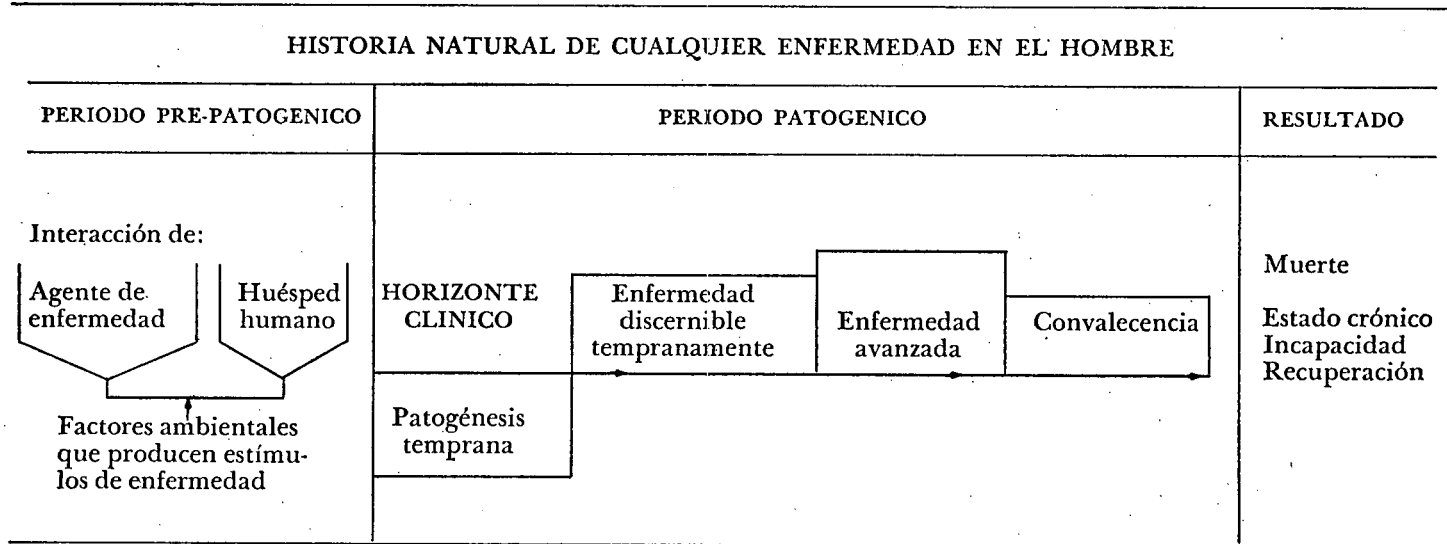 HISTORIA NATURAL DE CUALQUIER ENFERMEDAD EN EL HOMBRE
PERIODO PRE-PATOGENICO
PERIODO PATOGENICO
RESULTADO
Interacción de:
Agente de
enfermedad
Huésped
humano
Factores ambientales
que producen estímu-
los de enfermedad
HORIZONTE
CLINICO
Patogénesis
temprana
Enfermedad
discernible
tempranamente
Enfermedad
avanzada
Convalecencia
Muerte
Estado crónico
Incapacidad
Recuperación